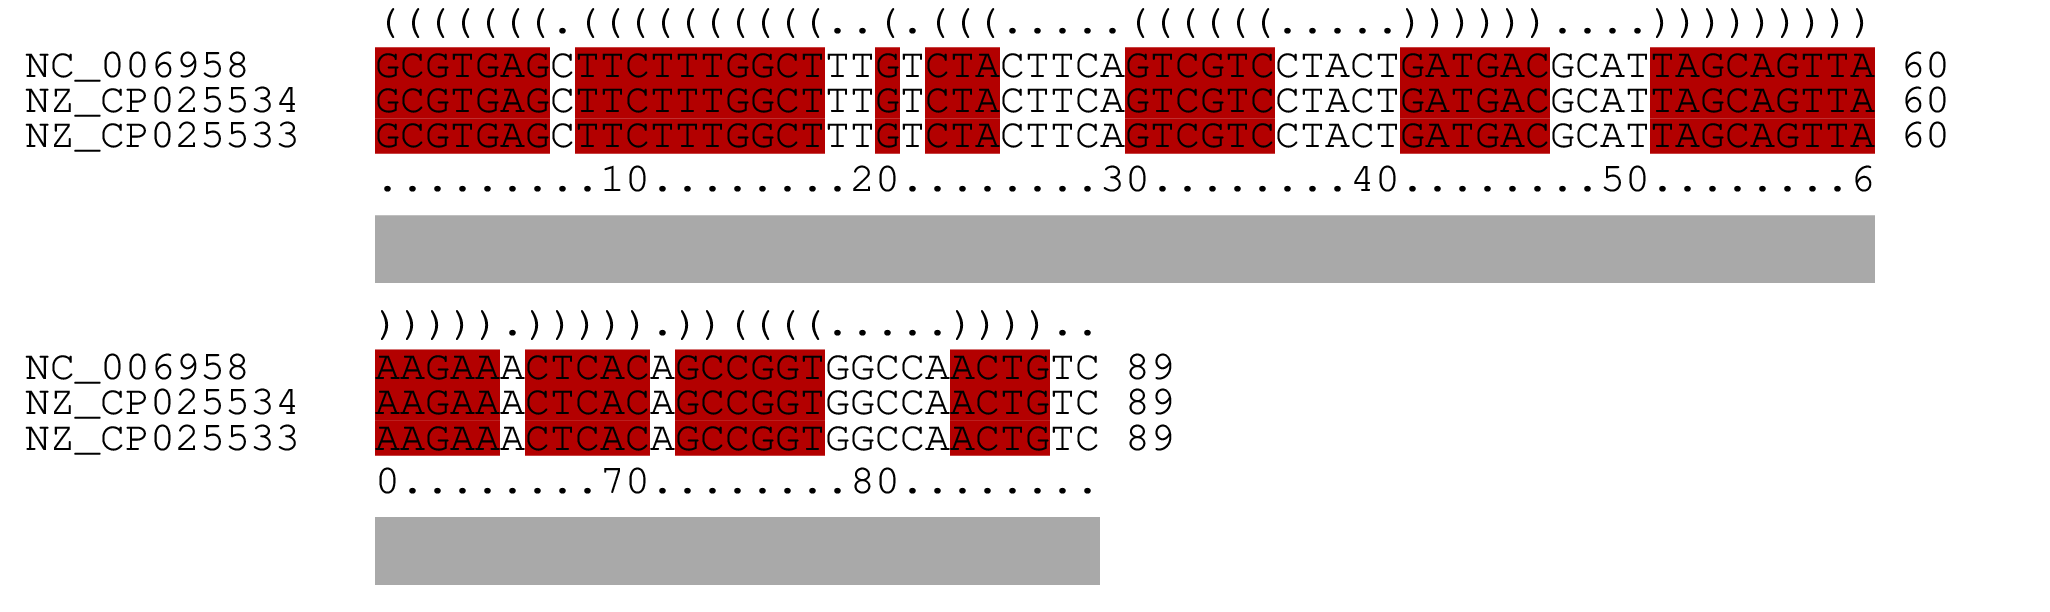 (((((((.((((((((((..(.(((.....((((((.....))))))....)))))))))
NC_006958 GCGTGAGCTTCTTTGGCTTTGTCTACTTCAGTCGTCCTACTGATGACGCATTAGCAGTTA 60
NZ_CP025534 GCGTGAGCTTCTTTGGCTTTGTCTACTTCAGTCGTCCTACTGATGACGCATTAGCAGTTA 60
NZ_CP025533 GCGTGAGCTTCTTTGGCTTTGTCTACTTCAGTCGTCCTACTGATGACGCATTAGCAGTTA 60
.........10........20........30........40........50........6
))))).))))).))((((.....))))..
NC_006958 AAGAAACTCACAGCCGGTGGCCAACTGTC 89
NZ_CP025534 AAGAAACTCACAGCCGGTGGCCAACTGTC 89
NZ_CP025533 AAGAAACTCACAGCCGGTGGCCAACTGTC 89
0........70........80........